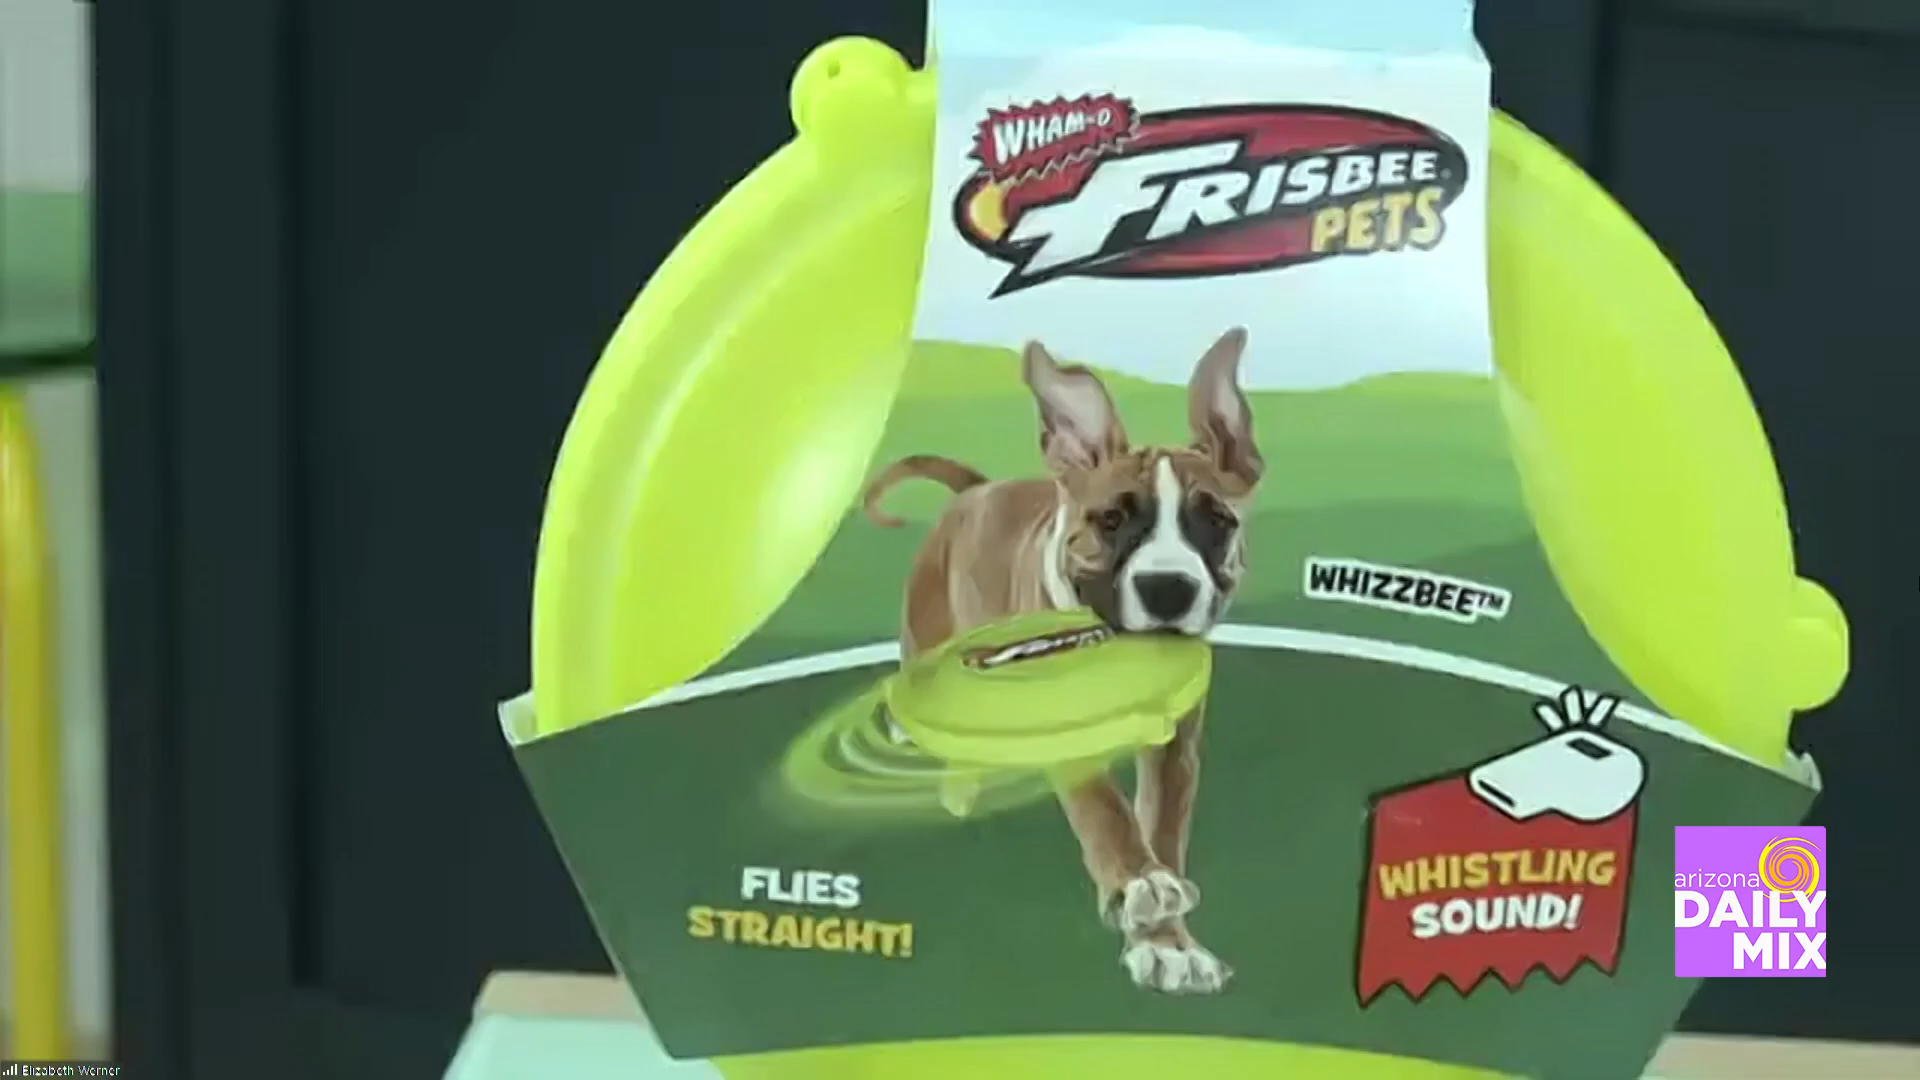 WHAM-O
FRISBEE
PETS
WHIZZBEE™
FLIES
STRAIGHT!
WHISTLING
SOUND!
arizona
DAILY
MIX
Elizabeth Werner